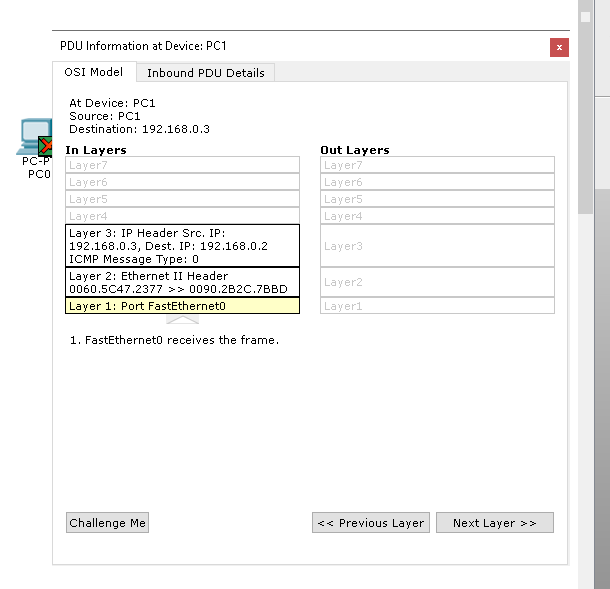 PDU Information at Device: PC1
x
OSI Model
Inbound PDU Details
At Device: PC1
Source: PC1
Destination: 192.168.0.3
In Layers
Out Layers
Layer7
Layer7
Layer6
Layer6
Layer5
Layer5
Layer4
Layer4
Layer 3: IP Header Src. IP:
192.168.0.3, Dest. IP: 192.168.0.2
ICMP Message Type: 0
Layer3
Layer 2: Ethernet II Header
0060.5C47.2377 >> 0090.2B2C.7BBD
Layer2
Layer 1: Port FastEthernet0
Layer1
1. FastEthernet0 receives the frame.
Challenge Me
<< Previous Layer
Next Layer >>
PC-P
PC0